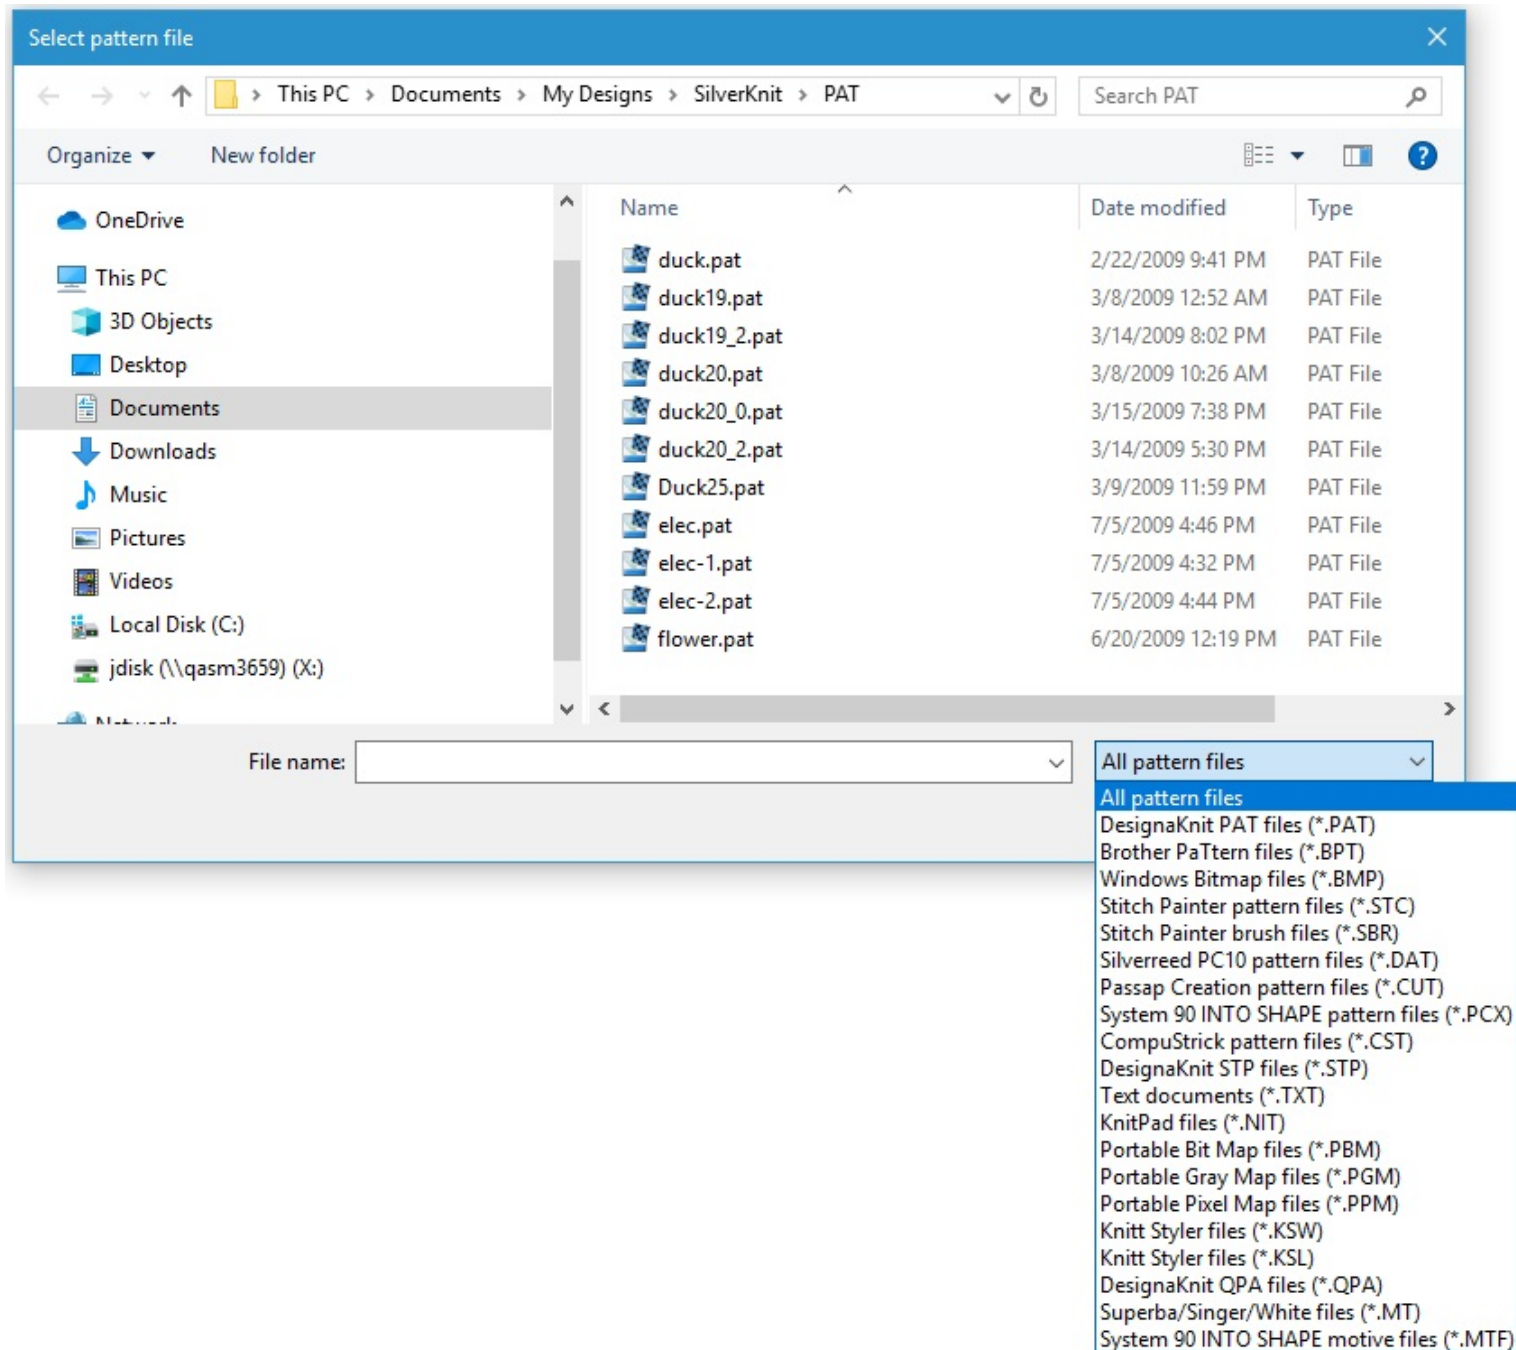 Select pattern file
This PC > Documents > My Designs > SilverKnit > PAT
Search PAT
Organize New folder
Name Date modified Type
OneDrive
This PC
3D Objects
Desktop
Documents
Downloads
Music
Pictures
Videos
Local Disk (C:)
jdisk (\\qasm3659) (X:)
Network
duck.pat 2/22/2009 9:41 PM PAT File
duck19.pat 3/8/2009 12:52 AM PAT File
duck19_2.pat 3/14/2009 8:02 PM PAT File
duck20.pat 3/8/2009 10:26 AM PAT File
duck20_0.pat 3/15/2009 7:38 PM PAT File
duck20_2.pat 3/14/2009 5:30 PM PAT File
Duck25.pat 3/9/2009 11:59 PM PAT File
elec.pat 7/5/2009 4:46 PM PAT File
elec-1.pat 7/5/2009 4:32 PM PAT File
elec-2.pat 7/5/2009 4:44 PM PAT File
flower.pat 6/20/2009 12:19 PM PAT File
File name:
All pattern files
All pattern files
DesignaKnit PAT files (*.PAT)
Brother PaTtern files (*.BPT)
Windows Bitmap files (*.BMP)
Stitch Painter pattern files (*.STC)
Stitch Painter brush files (*.SBR)
Silverreed PC10 pattern files (*.DAT)
Passap Creation pattern files (*.CUT)
System 90 INTO SHAPE pattern files (*.PCX)
CompuStrick pattern files (*.CST)
DesignaKnit STP files (*.STP)
Text documents (*.TXT)
KnitPad files (*.NIT)
Portable Bit Map files (*.PBM)
Portable Gray Map files (*.PGM)
Portable Pixel Map files (*.PPM)
Knitt Styler files (*.KSW)
Knitt Styler files (*.KSL)
DesignaKnit QPA files (*.QPA)
Superba/Singer/White files (*.MT)
System 90 INTO SHAPE motive files (*.MTF)